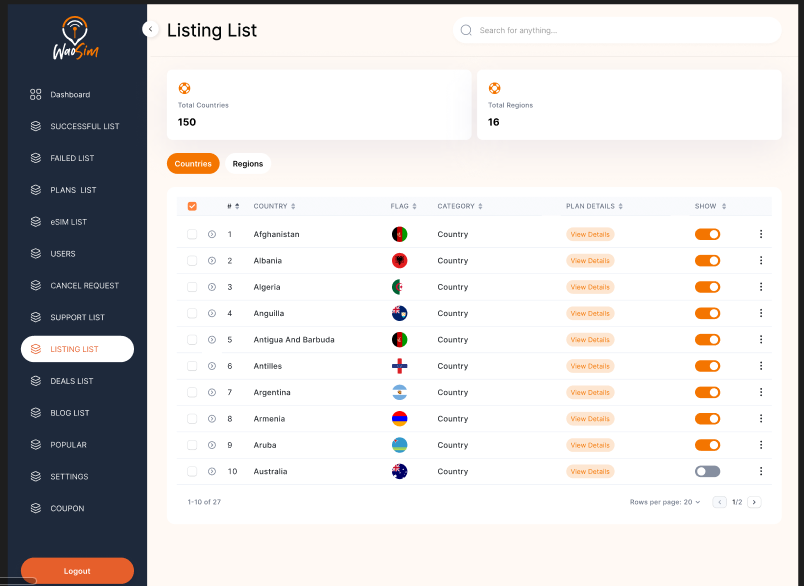 WaoSim
Listing List
Search for anything...
Dashboard
SUCCESSFUL LIST
FAILED LIST
PLANS LIST
eSIM LIST
USERS
CANCEL REQUEST
SUPPORT LIST
LISTING LIST
DEALS LIST
BLOG LIST
POPULAR
SETTINGS
COUPON
Logout
Total Countries
150
Total Regions
16
Countries Regions
# COUNTRY FLAG CATEGORY PLAN DETAILS SHOW
1 Afghanistan Country View Details
2 Albania Country View Details
3 Algeria Country View Details
4 Anguilla Country View Details
5 Antigua And Barbuda Country View Details
6 Antilles Country View Details
7 Argentina Country View Details
8 Armenia Country View Details
9 Aruba Country View Details
10 Australia Country View Details
1-10 of 27 Rows per page: 20 1/2